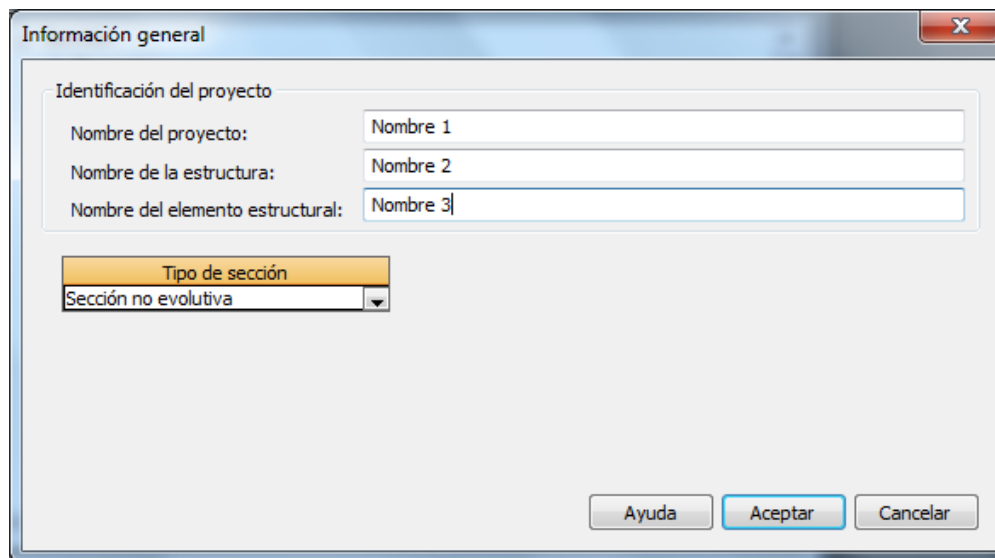 Información general
Identificación del proyecto
Nombre del proyecto: Nombre 1
Nombre de la estructura: Nombre 2
Nombre del elemento estructural: Nombre 3
Tipo de sección
Sección no evolutiva
Ayuda Aceptar Cancelar